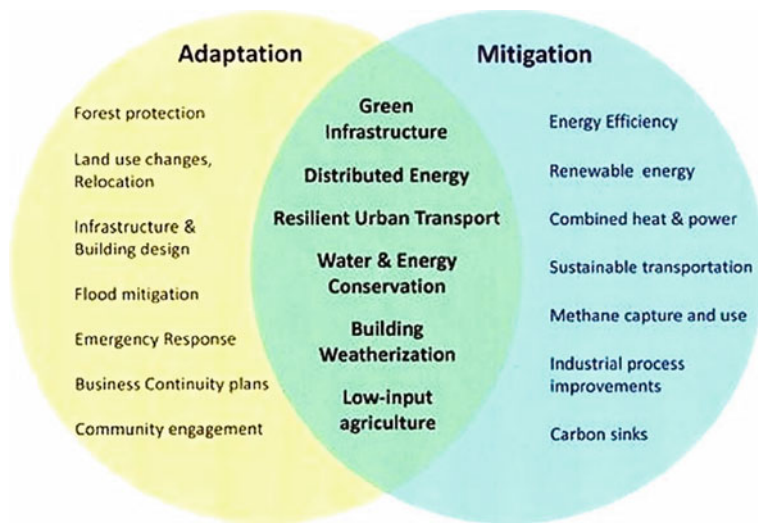 Adaptation
Forest protection
Land use changes,
Relocation
Infrastructure &
Building design
Flood mitigation
Emergency Response
Business Continuity plans
Community engagement
Green
Infrastructure
Distributed Energy
Resilient Urban Transport
Water & Energy
Conservation
Building
Weatherization
Low-input
agriculture
Mitigation
Energy Efficiency
Renewable energy
Combined heat & power
Sustainable transportation
Methane capture and use
Industrial process
improvements
Carbon sinks